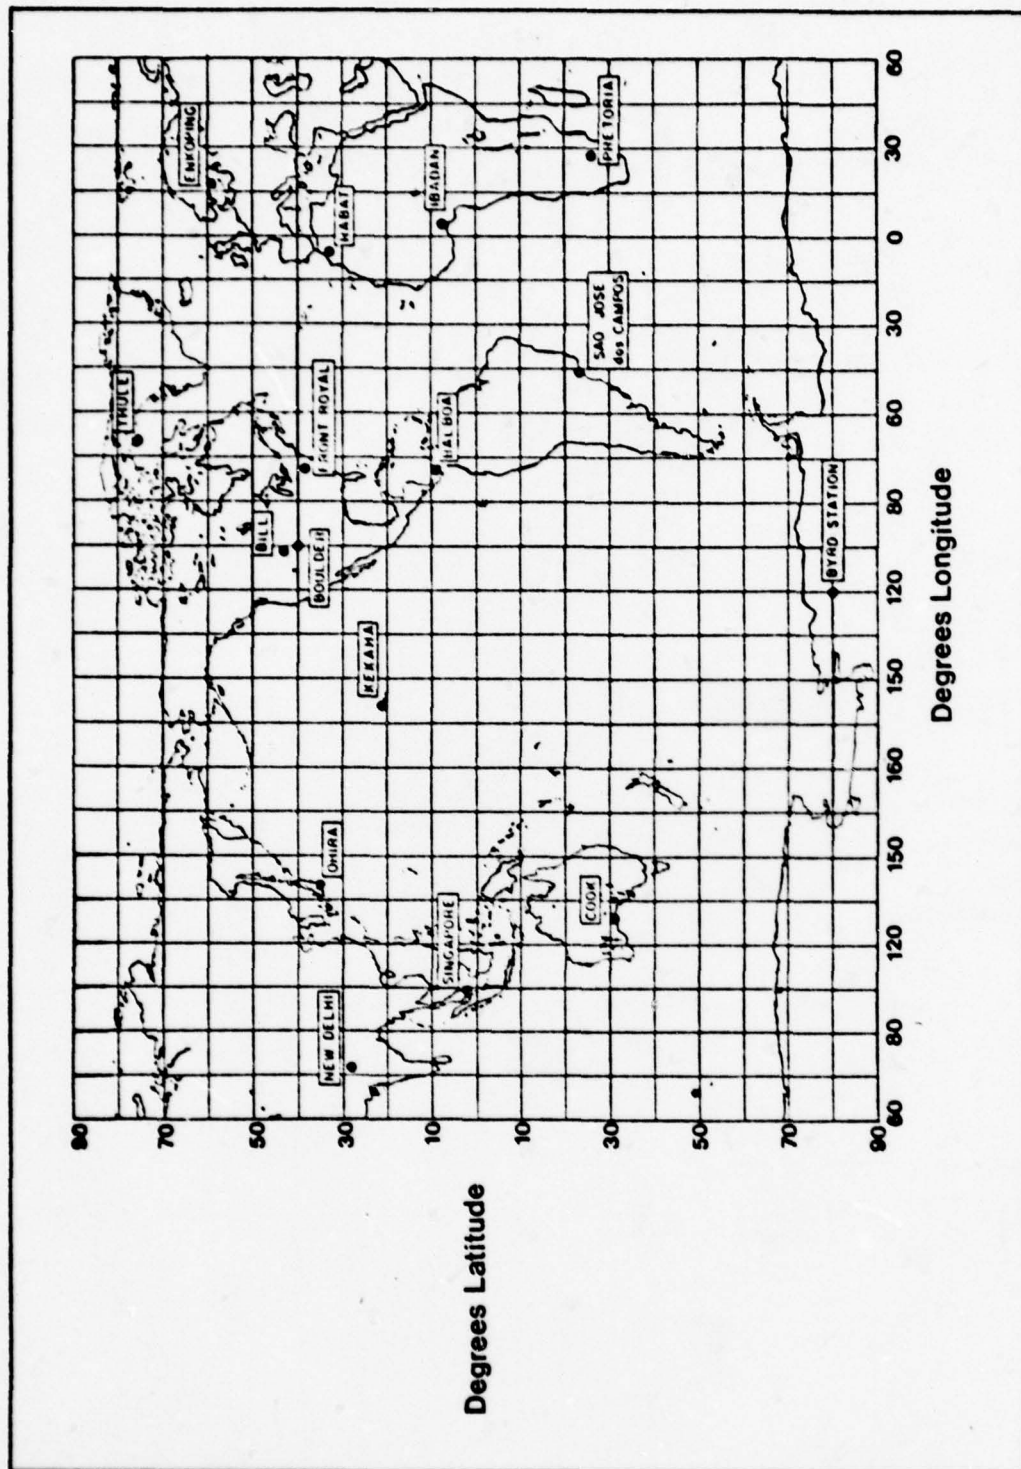 90
70
50
30
10
10
30
50
70
90
Degrees Latitude
60
80
120
150
160
150
120
80
60
30
0
30
60
Degrees Longitude
THULE
ENKOPING
BILL
BOULDER
FRONT ROYAL
RABAT
IBADAN
BALBOA
KEKAHA
OHIRA
NEW DELHI
SINGAPORE
COOK
SAO JOSE
dos CAMPOS
PRETORIA
BYRD STATION